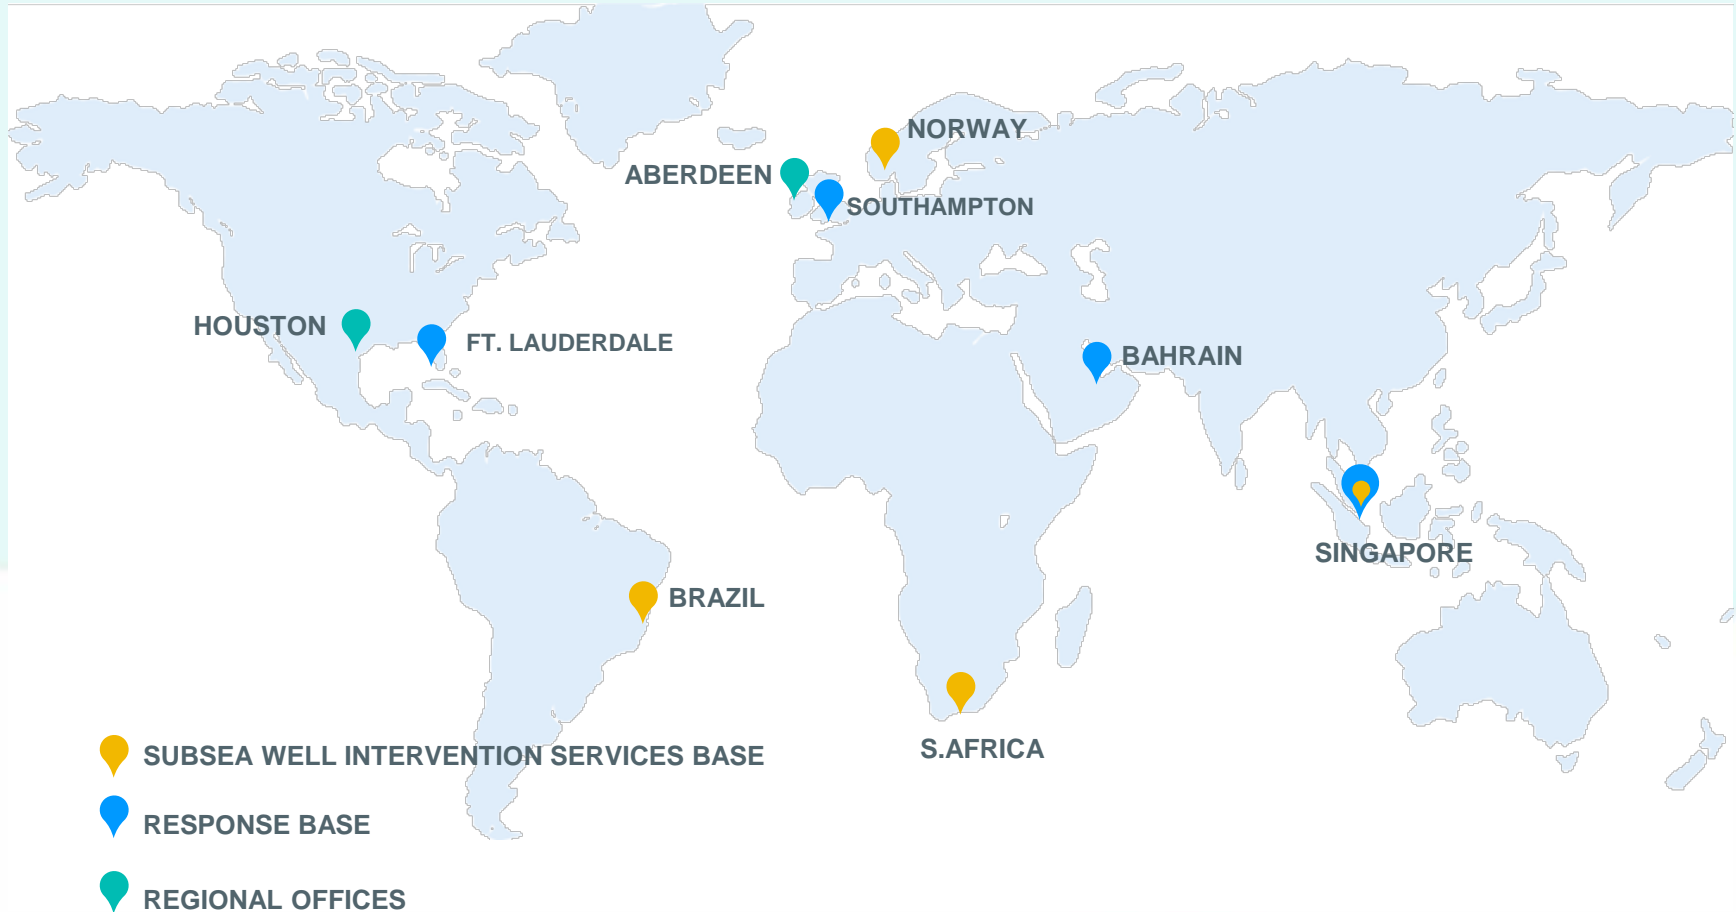 NORWAY
ABERDEEN
SOUTHAMPTON
HOUSTON
FT. LAUDERDALE
BAHRAIN
SINGAPORE
BRAZIL
S.AFRICA
SUBSEA WELL INTERVENTION SERVICES BASE
RESPONSE BASE
REGIONAL OFFICES